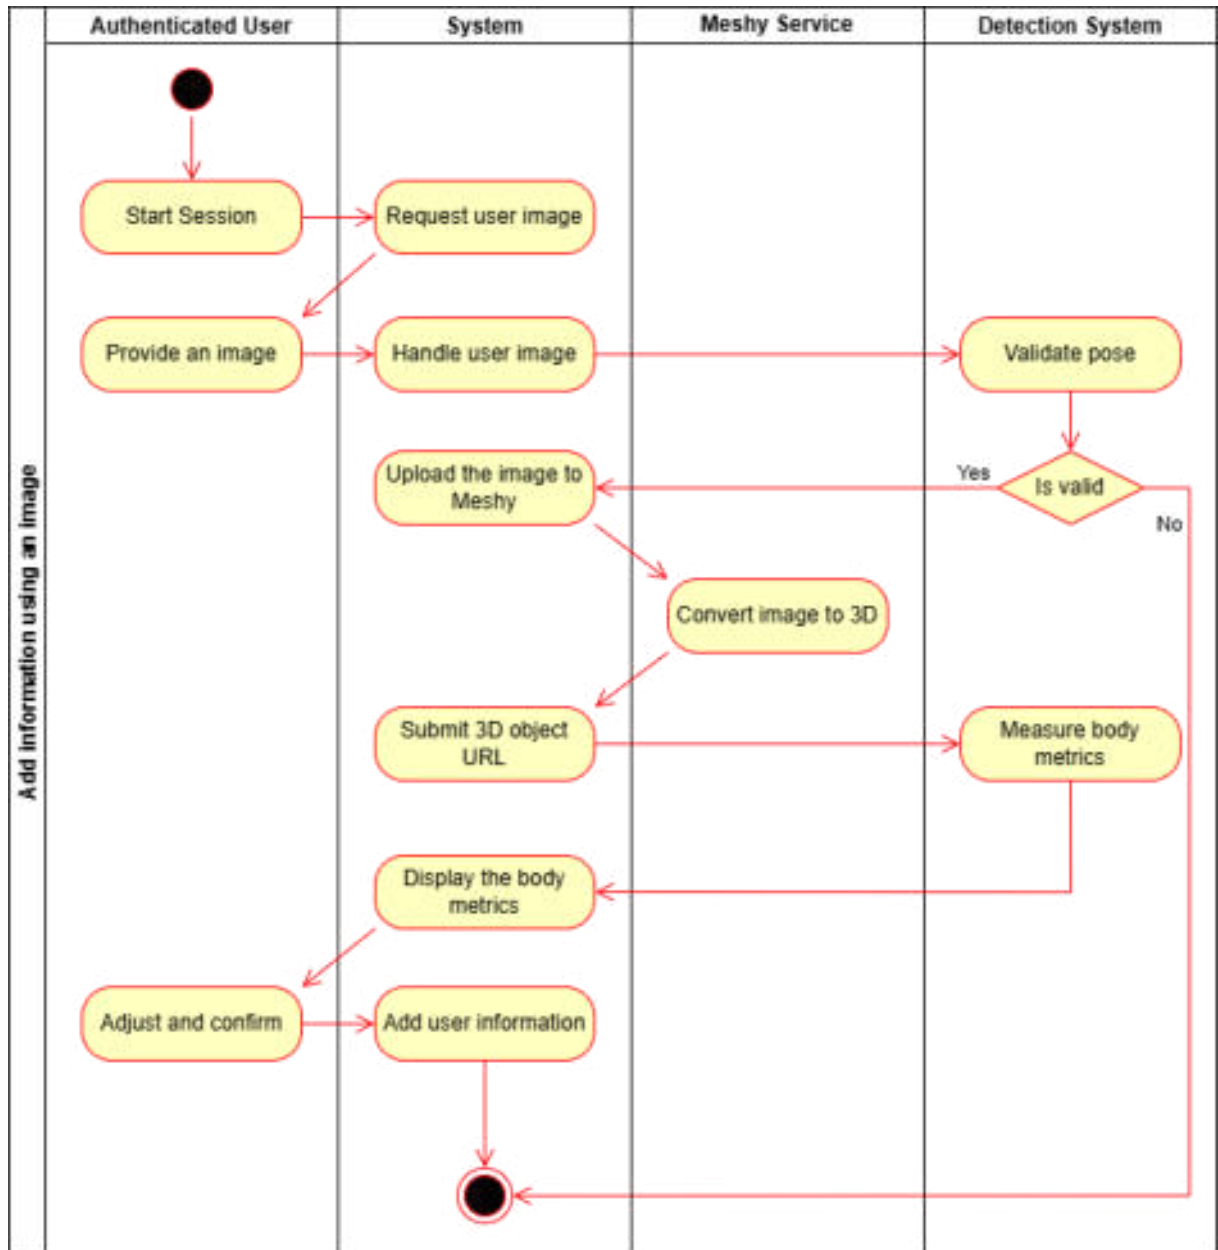 Authenticated User
System
Meshy Service
Detection System
Add information using an image
Start Session
Request user image
Provide an image
Handle user image
Validate pose
Upload the image to
Meshy
Yes
Is valid
No
Convert image to 3D
Submit 3D object
URL
Measure body
metrics
Display the body
metrics
Adjust and confirm
Add user information